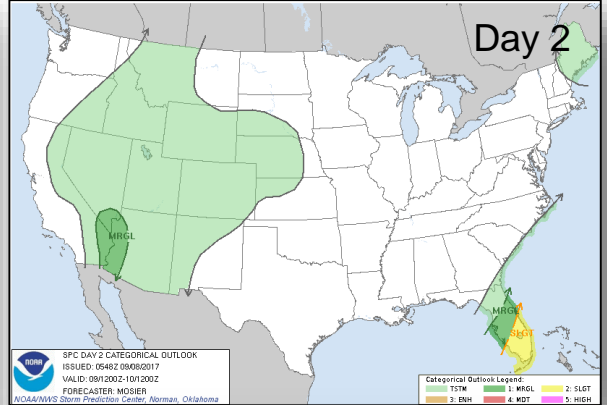 Day 2
MRGL
MRGL
SLGT
NOAA
SPC DAY 2 CATEGORICAL OUTLOOK
ISSUED: 0548Z 09/08/2017
VALID: 09/1200Z-10/1200Z
FORECASTER: MOSIER
NOAA/NWS Storm Prediction Center, Norman, Oklahoma
Categorical Outlook Legend:
TSTM 1: MRGL 2: SLGT
3: ENH 4: MDT 5: HIGH